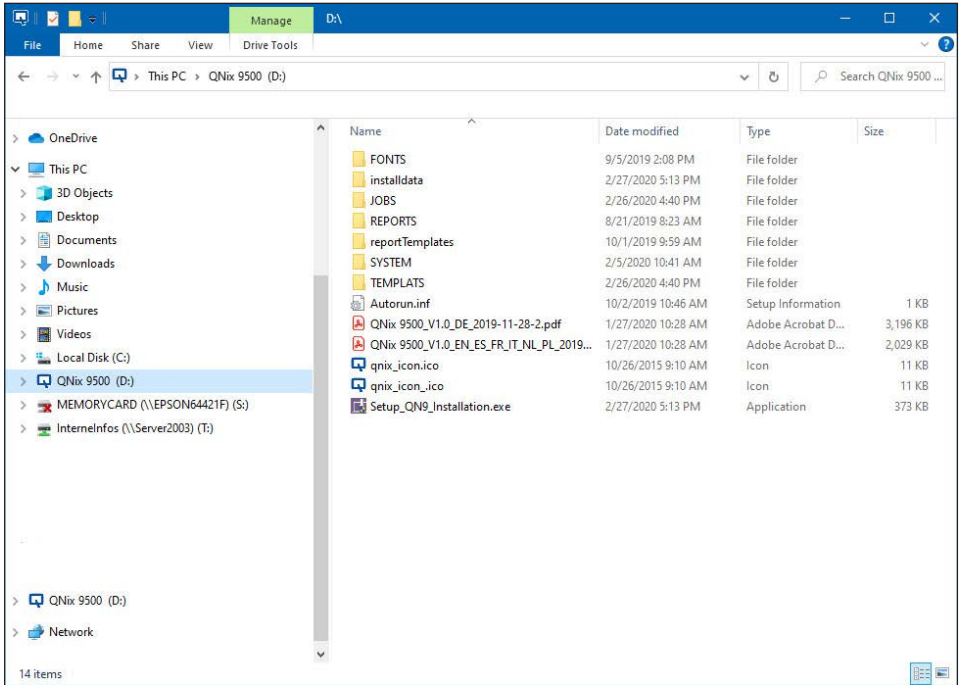 Manage D:\
File Home Share View Drive Tools
This PC › QNix 9500 (D:) Search QNix 9500 ...
Name Date modified Type Size
OneDrive
This PC
3D Objects
Desktop
Documents
Downloads
Music
Pictures
Videos
Local Disk (C:)
QNix 9500 (D:)
MEMORYCARD (\\EPSON64421F) (S:)
InterneInfos (\\Server2003) (T:)
QNix 9500 (D:)
Network
FONTS 9/5/2019 2:08 PM File folder
installdata 2/27/2020 5:13 PM File folder
JOBS 2/26/2020 4:40 PM File folder
REPORTS 8/21/2019 8:23 AM File folder
reportTemplates 10/1/2019 9:59 AM File folder
SYSTEM 2/5/2020 10:41 AM File folder
TEMPLATS 2/26/2020 4:40 PM File folder
Autorun.inf 10/2/2019 10:46 AM Setup Information 1 KB
QNix 9500_V1.0_DE_2019-11-28-2.pdf 1/27/2020 10:28 AM Adobe Acrobat D... 3,196 KB
QNix 9500_V1.0_EN_ES_FR_IT_NL_PL_2019... 1/27/2020 10:28 AM Adobe Acrobat D... 2,029 KB
qnix_icon.ico 10/26/2015 9:10 AM Icon 11 KB
qnix_icon_.ico 10/26/2015 9:10 AM Icon 11 KB
Setup_QN9_Installation.exe 2/27/2020 5:13 PM Application 373 KB
14 items